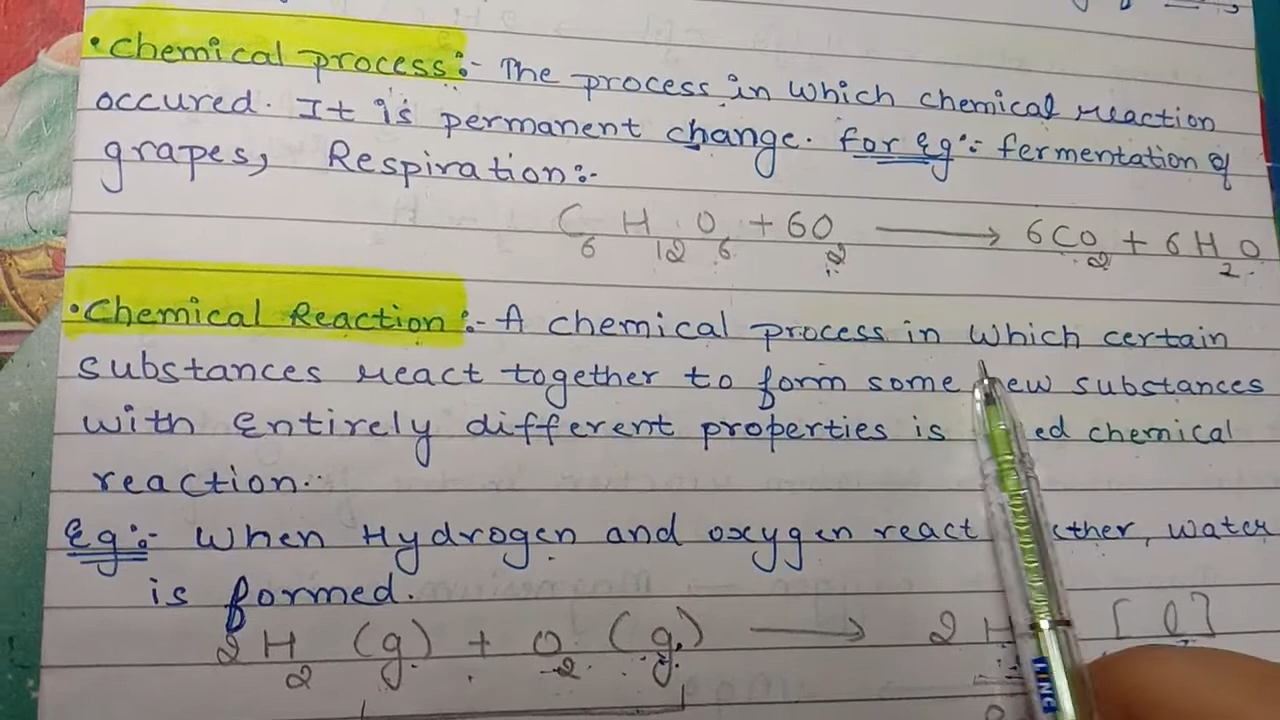 • Chemical process :- The process in which chemical reaction
occured. It is permanent change. For Eg :- fermentation of
grapes, Respiration :-
C6H12O6 + 6O2 ⟶ 6CO2 + 6H2O
• Chemical Reaction :- A chemical process in which certain
substances react together to form some new substances
with Entirely different properties is chemical
reaction.
Eg :- When Hydrogen and oxygen react water
is formed.
2H2 (g) + O2 (g) ⟶ 2H
LINC